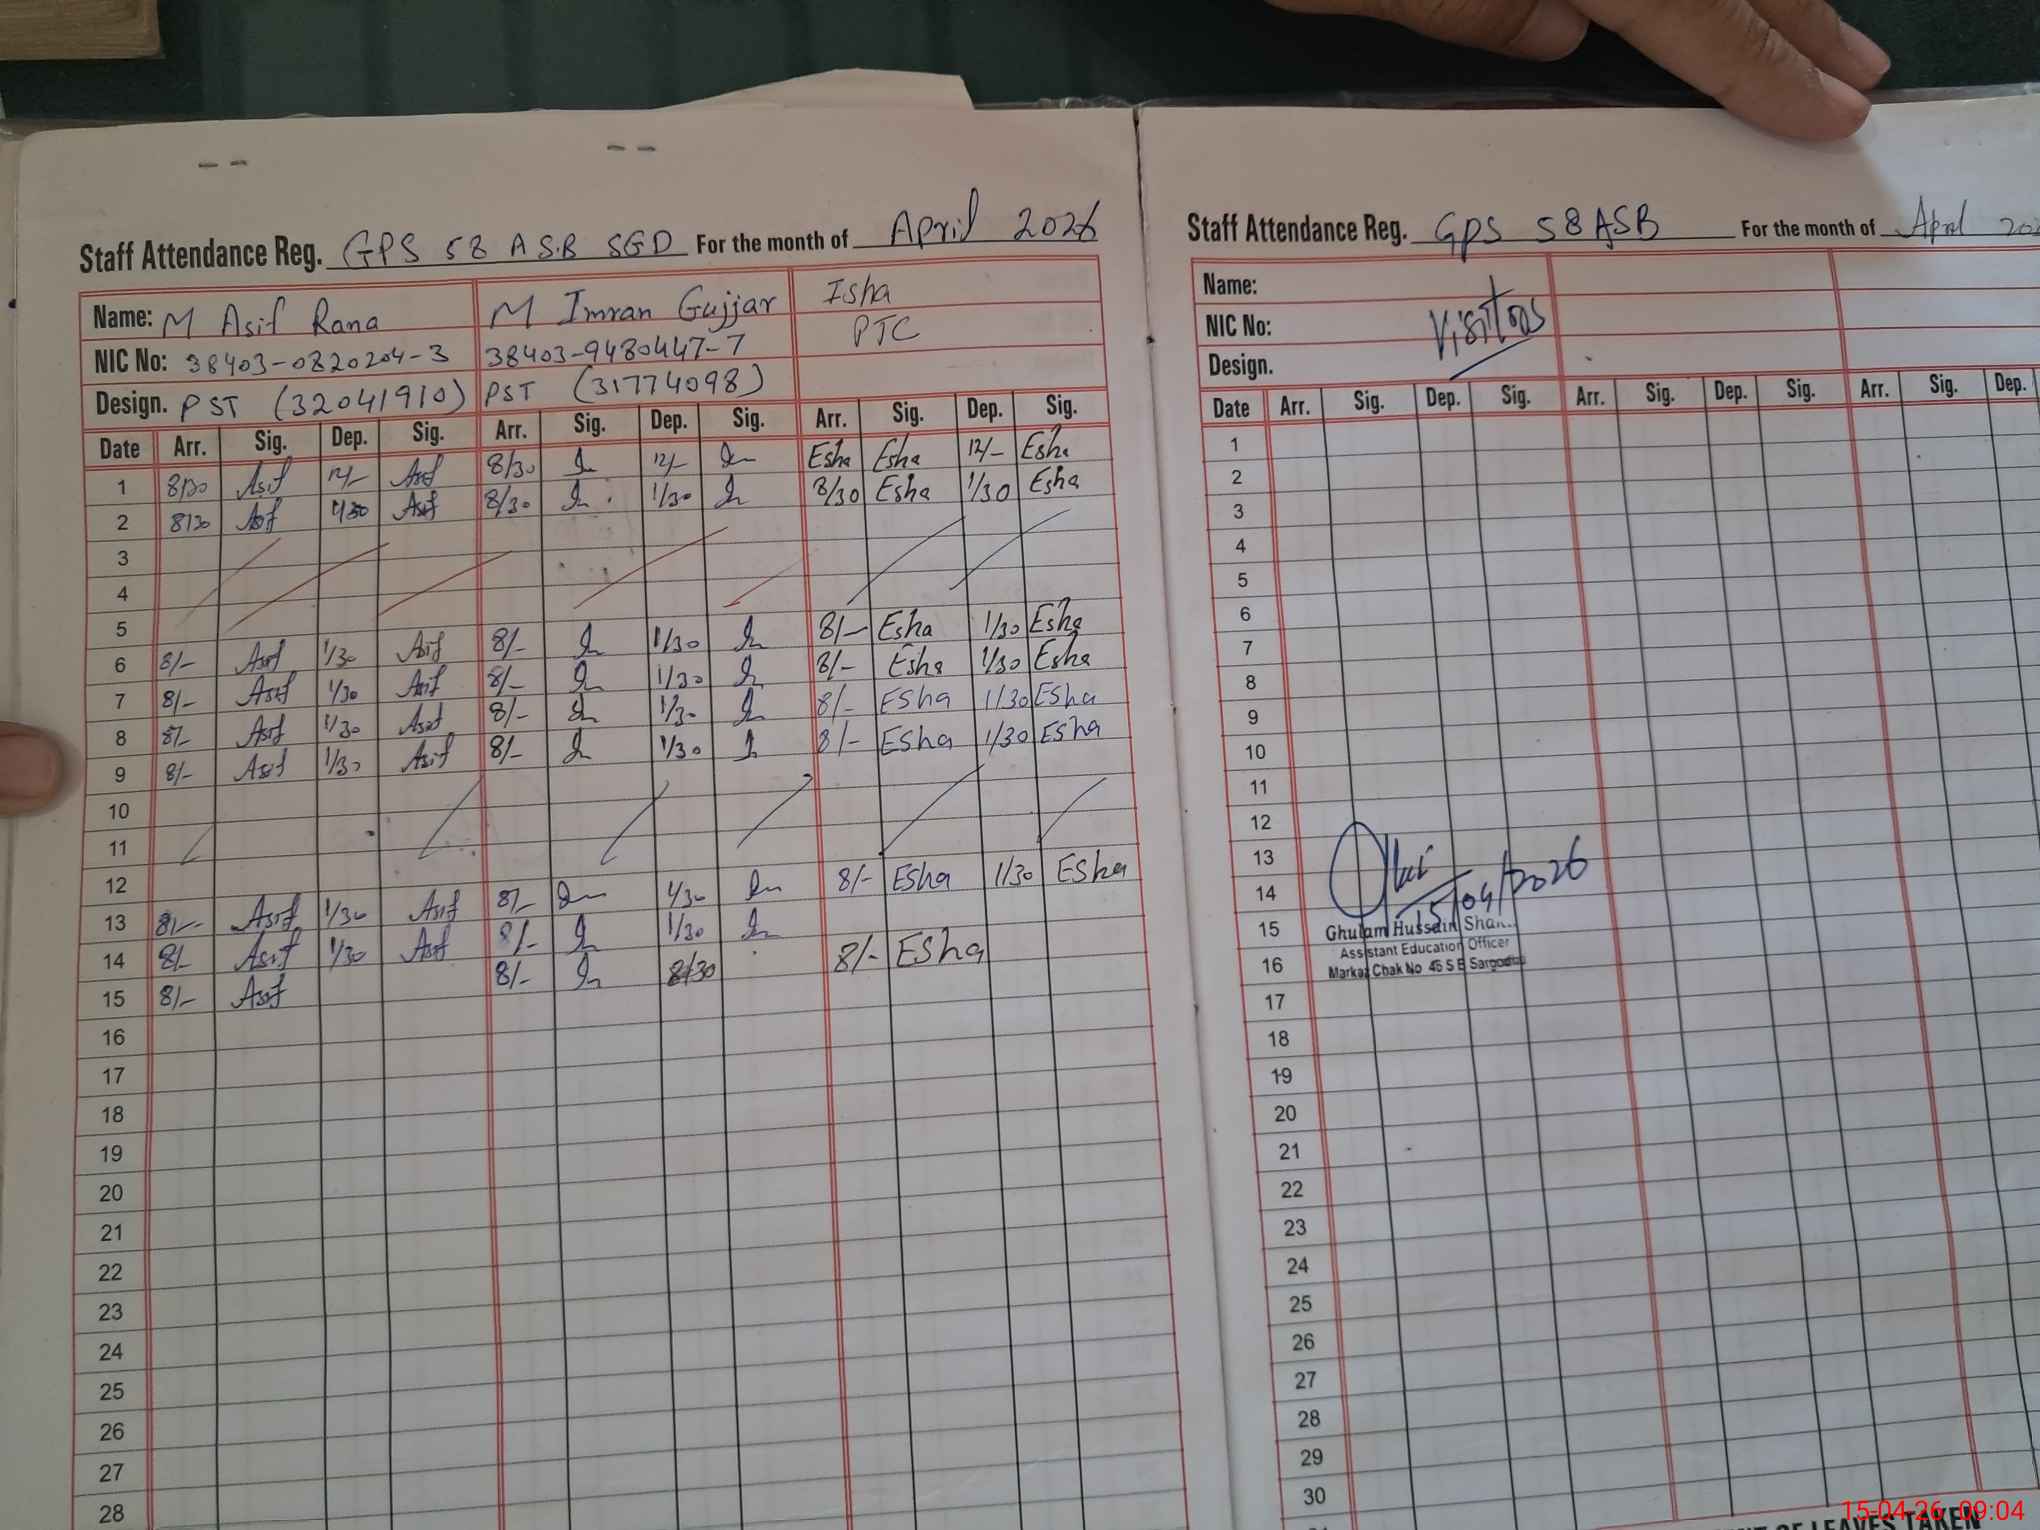 Staff Attendance Reg. GPS 58 A S.B SGD For the month of April 2026
Name: M Asif Rana M Imran Gujjar Isha
NIC No: 38403-0820204-3 38403-9480447-7 PTC
Design. PST (32041910) PST (31774098)
Date Arr. Sig. Dep. Sig. Arr. Sig. Dep. Sig. Arr. Sig. Dep. Sig.
1 8/30 Asif 12/- Asif 8/30 12/- Esha Esha 12/- Esha
2 8/30 Asif 1/30 Asif 8/30 1/30 8/30 Esha 1/30 Esha
3
4
5
6 8/- Asif 1/30 Asif 8/- 1/30 8/- Esha 1/30 Esha
7 8/- Asif 1/30 Asif 8/- 1/30 8/- Esha 1/30 Esha
8 8/- Asif 1/30 Asif 8/- 1/30 8/- ESha 1/30 ESha
9 8/- Asif 1/30 Asif 8/- 1/30 8/- ESha 1/30 ESha
10
11
12
13 8/- Asif 1/30 Asif 8/- 1/30 8/- ESha 1/30 ESha
14 8/- Asif 1/30 Asif 8/- 1/30
15 8/- Asif 8/- 8/30 8/- ESha
16
17
18
19
20
21
22
23
24
25
26
27
28
Staff Attendance Reg. GPS 58 ASB For the month of April
Name:
NIC No: Visitors
Design.
Date Arr. Sig. Dep. Sig. Arr. Sig. Dep. Sig. Arr. Sig. Dep.
1
2
3
4
5
6
7
8
9
10
11
12
13
14 15/04/2026
15 Ghulam Hussain
Assistant Education Officer
16 Markaz Chak No 46 S B Sargodha
17
18
19
20
21
22
23
24
25
26
27
28
29
30
OF LEAVES TAKEN
15-04-26 09:04